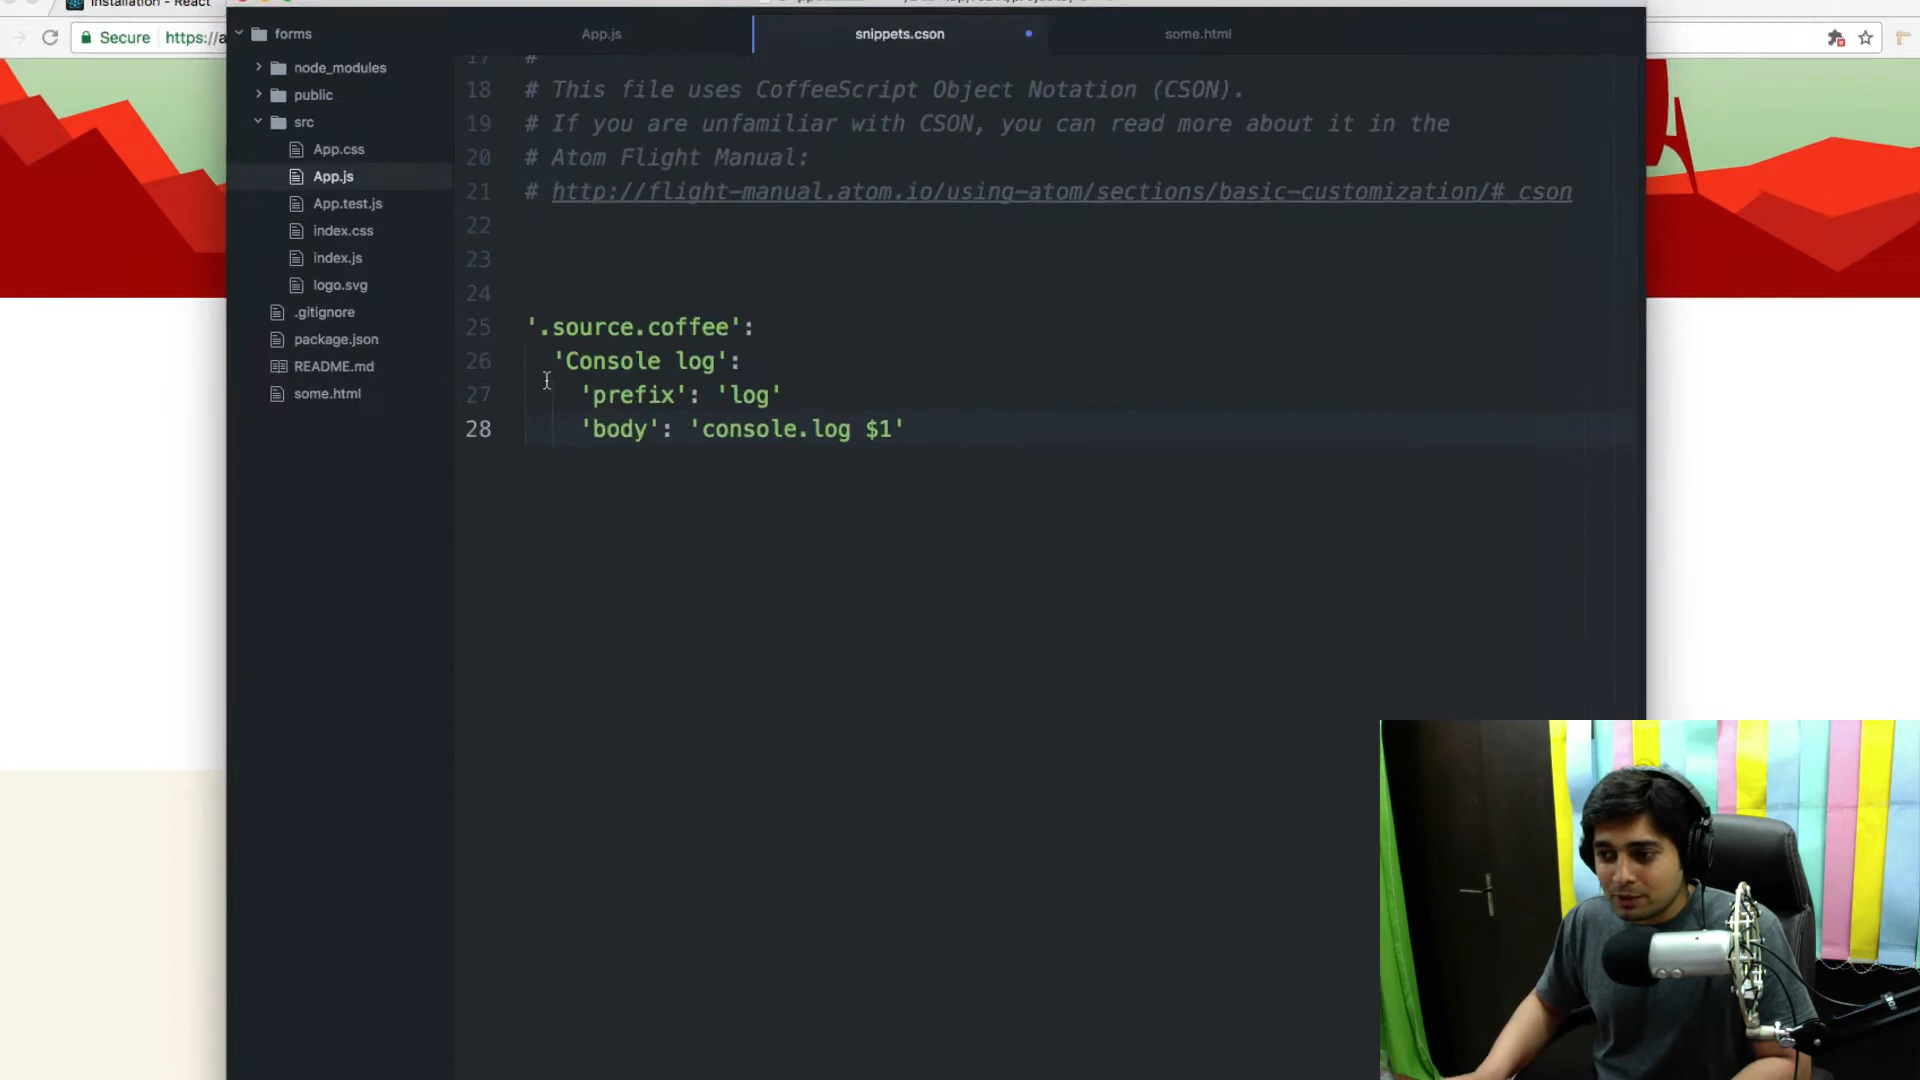 Installation - React
Secure
https://a
forms
node_modules
public
src
App.css
App.js
App.test.js
index.css
index.js
logo.svg
.gitignore
package.json
README.md
some.html
App.js
snippets.cson
some.html
17 #
18 # This file uses CoffeeScript Object Notation (CSON).
19 # If you are unfamiliar with CSON, you can read more about it in the
20 # Atom Flight Manual:
21 # http://flight-manual.atom.io/using-atom/sections/basic-customization/#_cson
22
23
24
25 '.source.coffee':
26 'Console log':
27 'prefix': 'log'
28 'body': 'console.log $1'